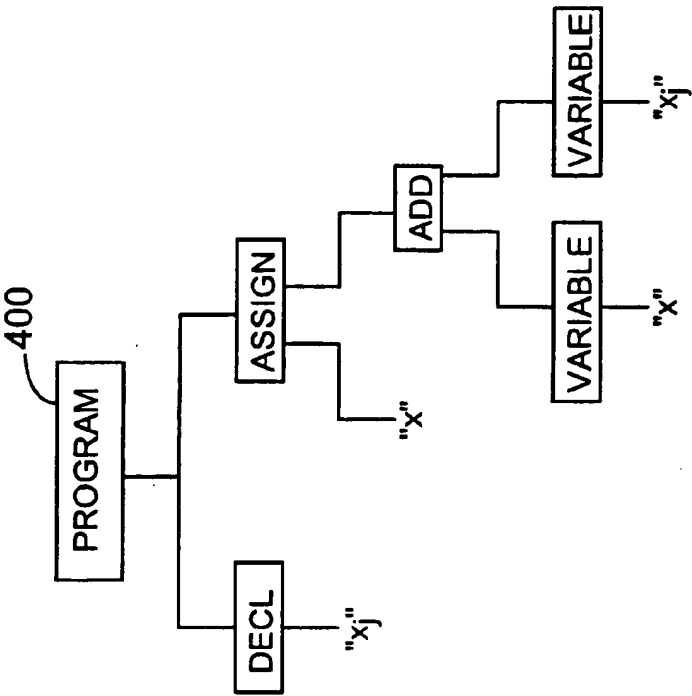 400
PROGRAM
DECL
ASSIGN
"xj"
"x"
ADD
VARIABLE
VARIABLE
"x"
"xj"